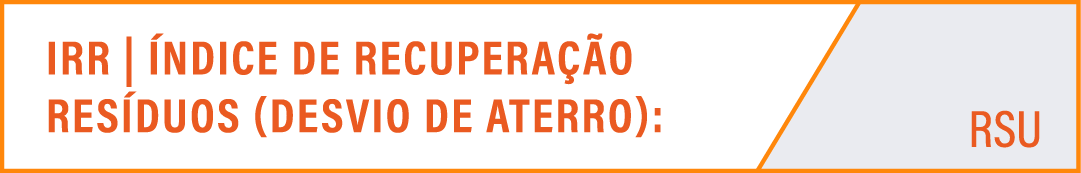 IRR | ÍNDICE DE RECUPERAÇÃO
RESÍDUOS (DESVIO DE ATERRO):
RSU